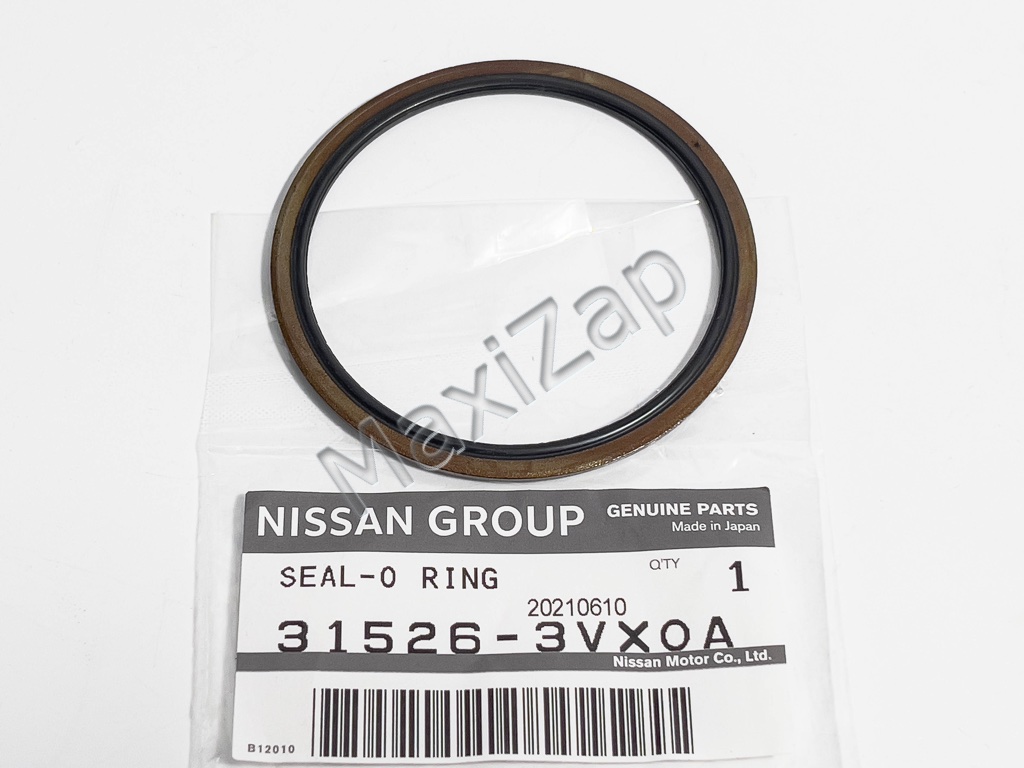 MaxiZap
NISSAN GROUP
GENUINE PARTS
Made in Japan
SEAL-O RING
Q'TY 1
20210610
31526-3VX0A
Nissan Motor Co., Ltd.
B12010